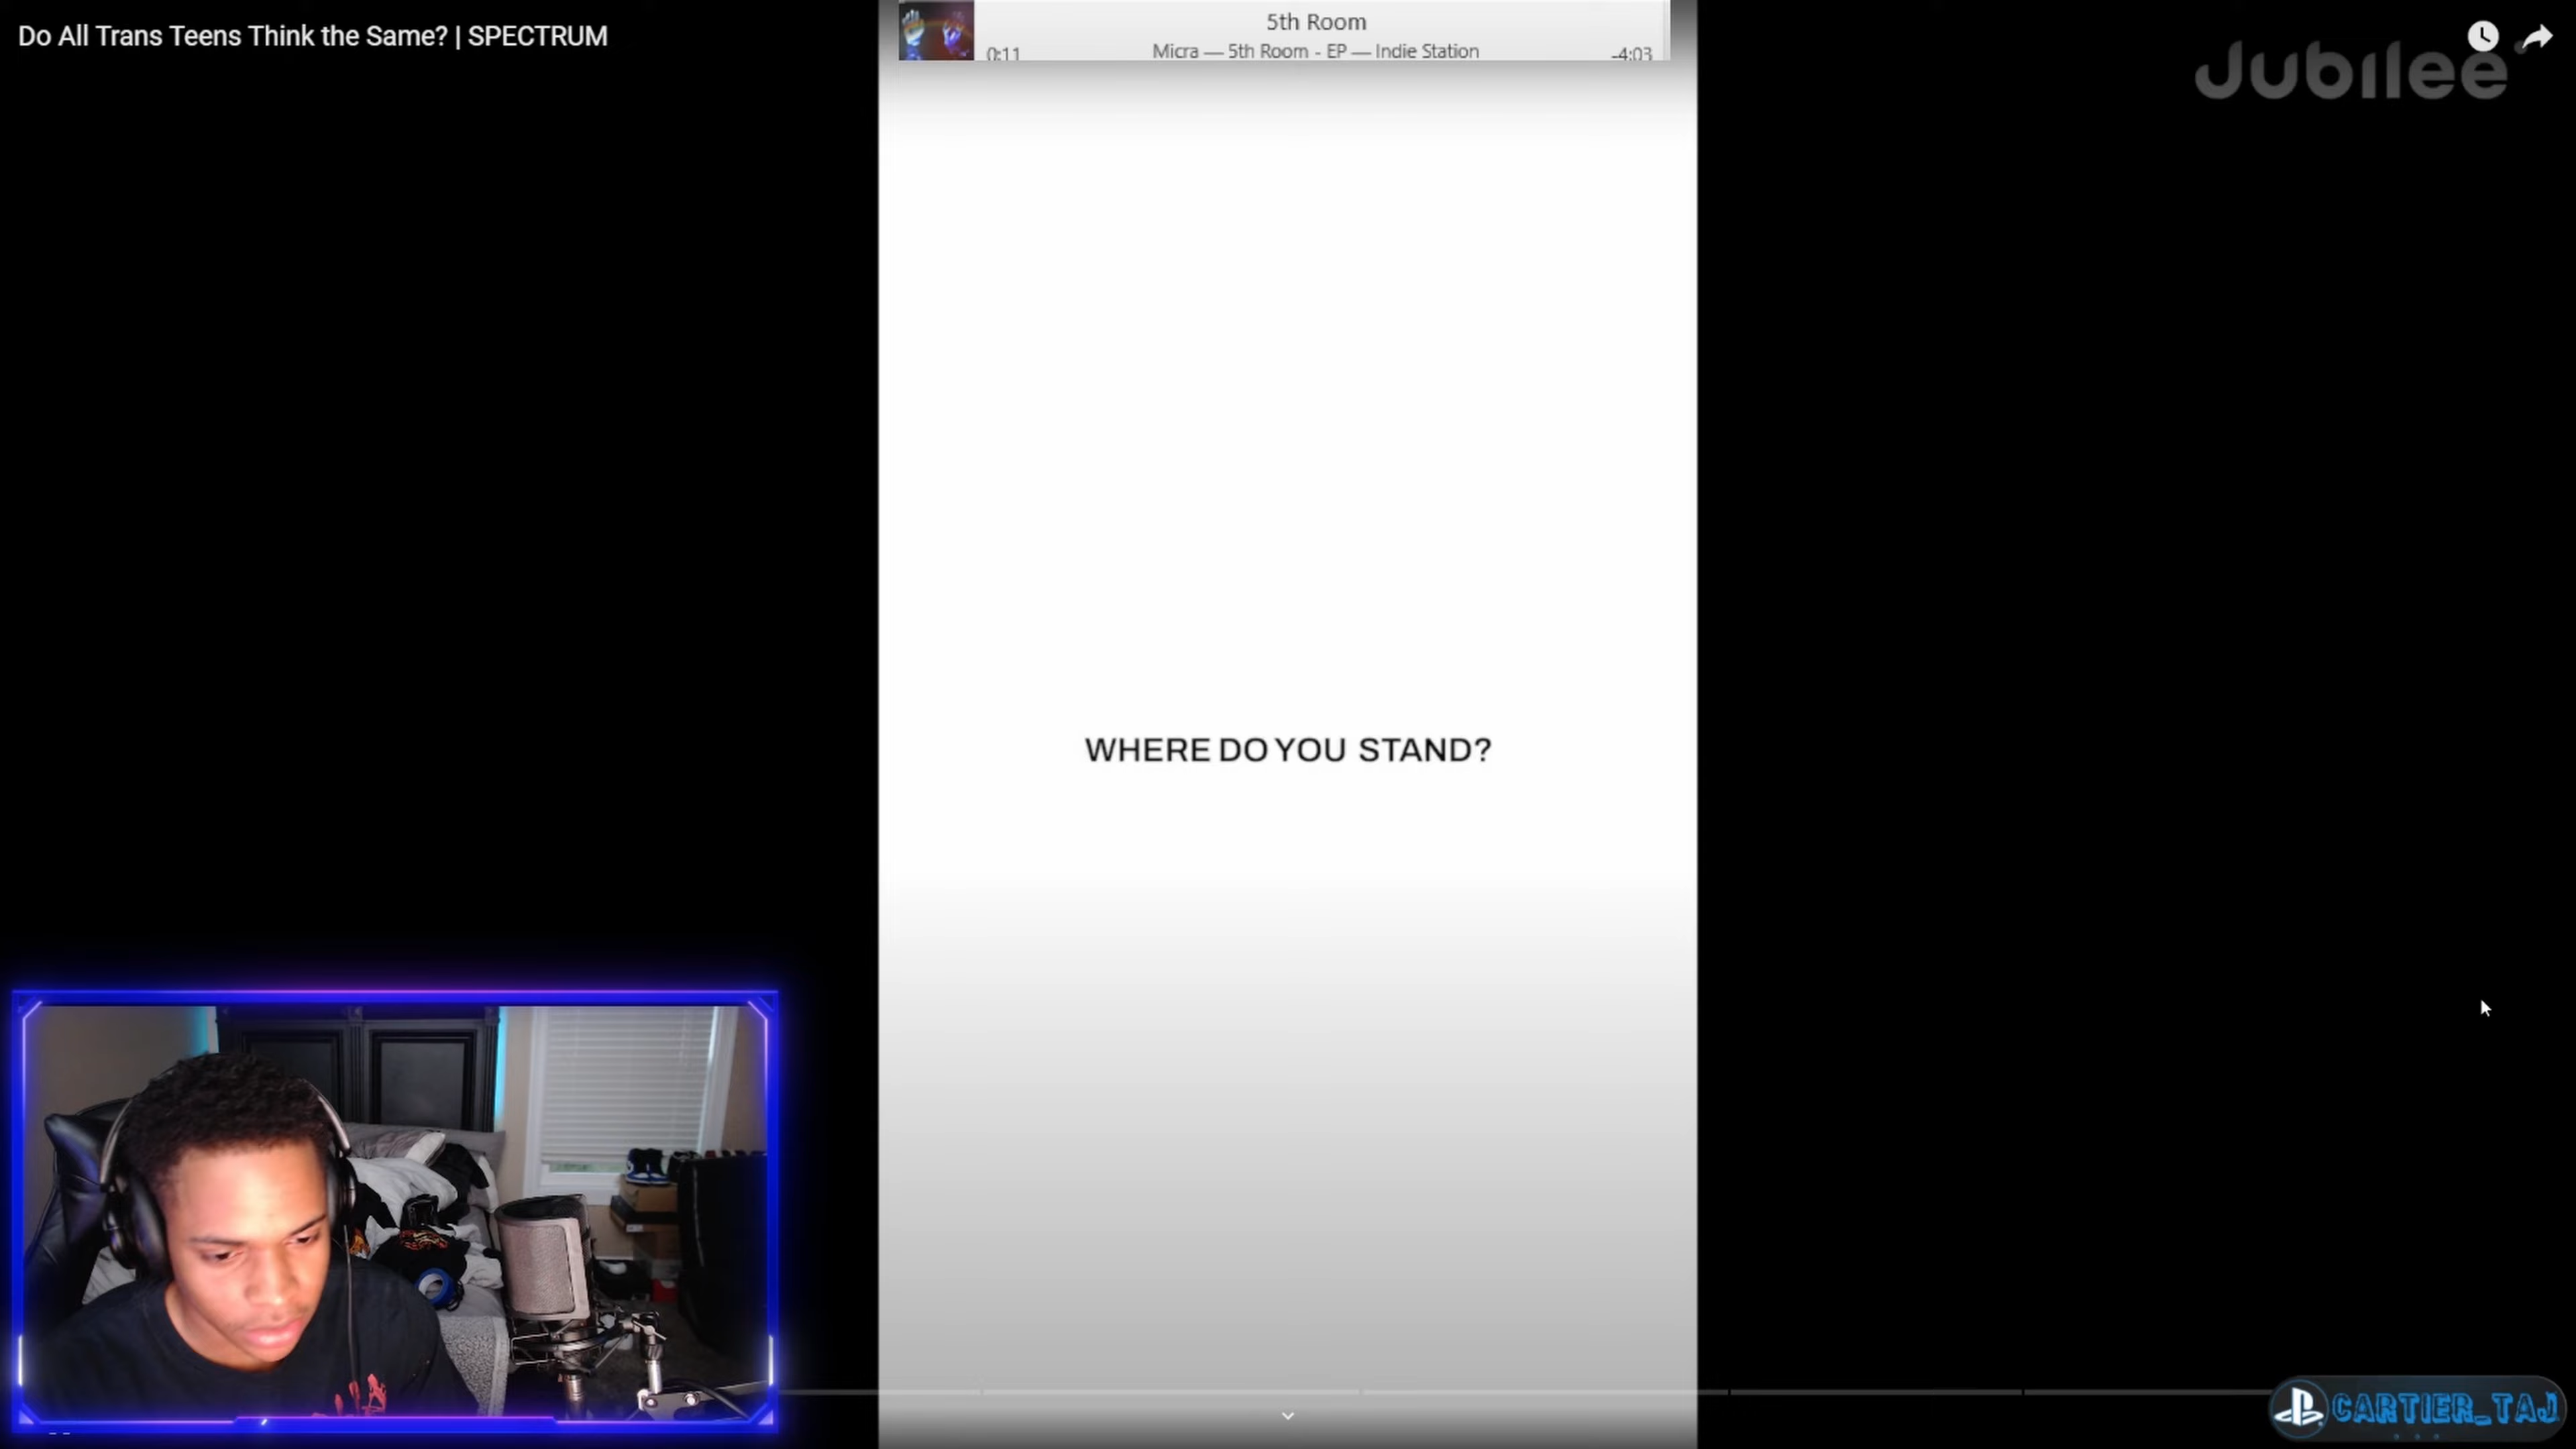 Do All Trans Teens Think the Same? | SPECTRUM
5th Room
0:11
Micra — 5th Room - EP — Indie Station
-4:03
Jubilee
WHERE DO YOU STAND?
CARTIER_TAJ